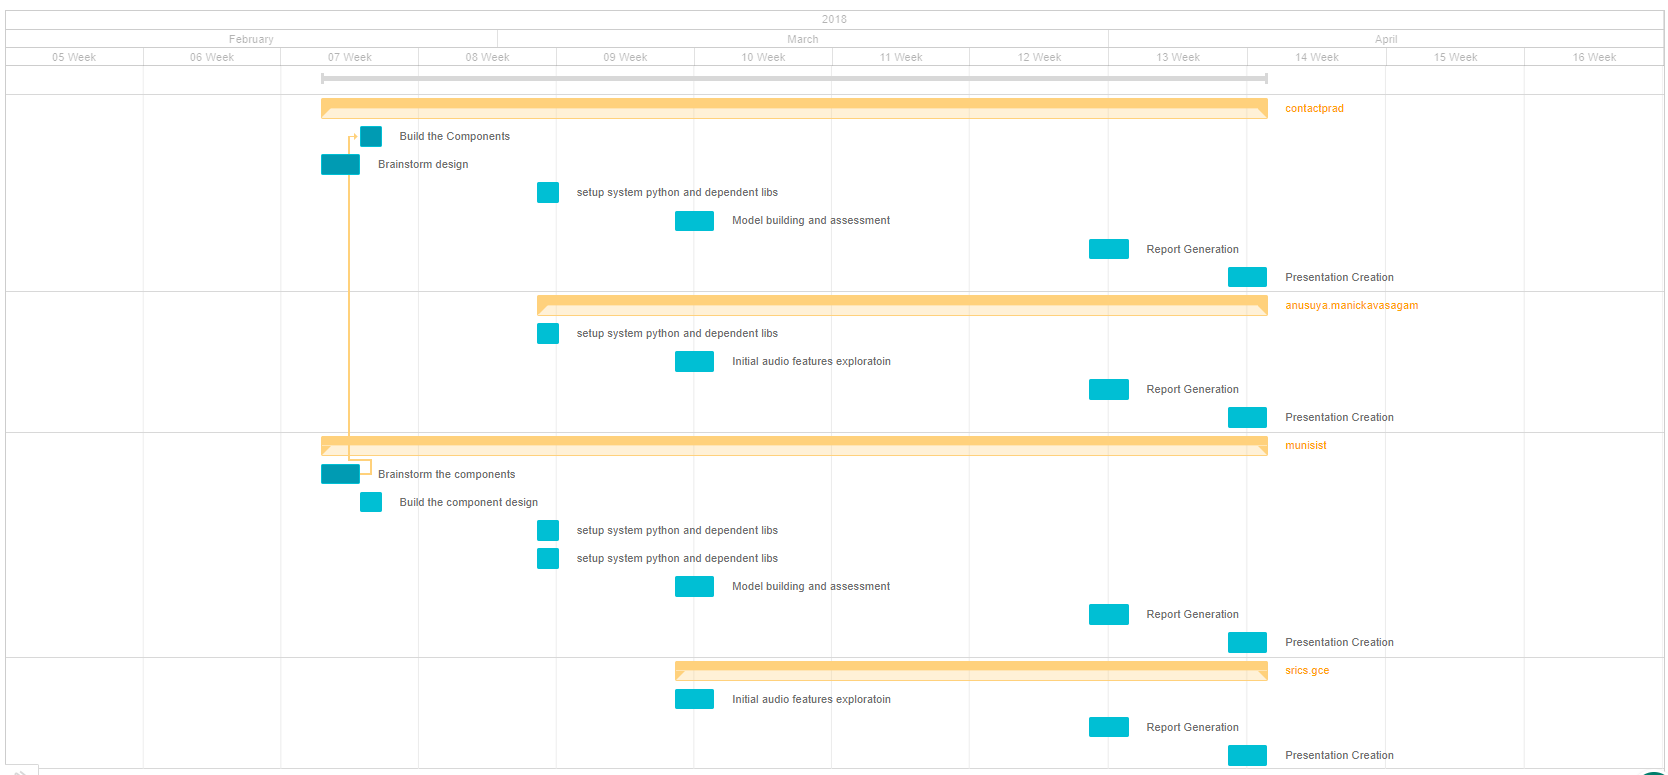 2018
February March April
05 Week 06 Week 07 Week 08 Week 09 Week 10 Week 11 Week 12 Week 13 Week 14 Week 15 Week 16 Week
contactprad
Build the Components
Brainstorm design
setup system python and dependent libs
Model building and assessment
Report Generation
Presentation Creation
anusuya.manickavasagam
setup system python and dependent libs
Initial audio features exploratoin
Report Generation
Presentation Creation
munisist
Brainstorm the components
Build the component design
setup system python and dependent libs
setup system python and dependent libs
Model building and assessment
Report Generation
Presentation Creation
srics.gce
Initial audio features exploratoin
Report Generation
Presentation Creation